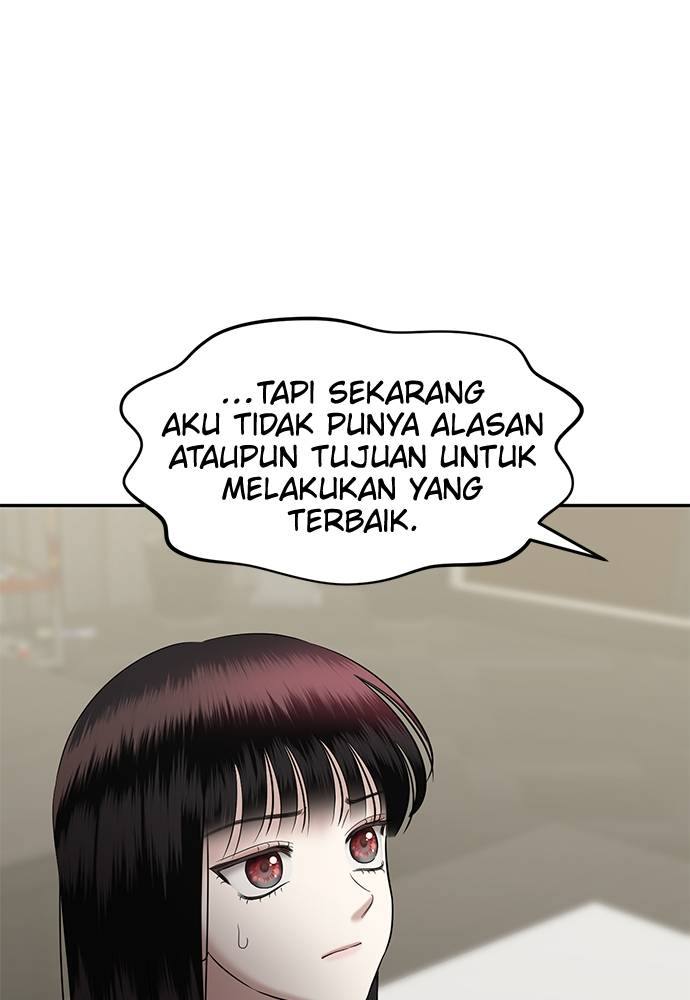 ...TAPI SEKARANG
AKU TIDAK PUNYA ALASAN
ATAUPUN TUJUAN UNTUK
MELAKUKAN YANG
TERBAIK.